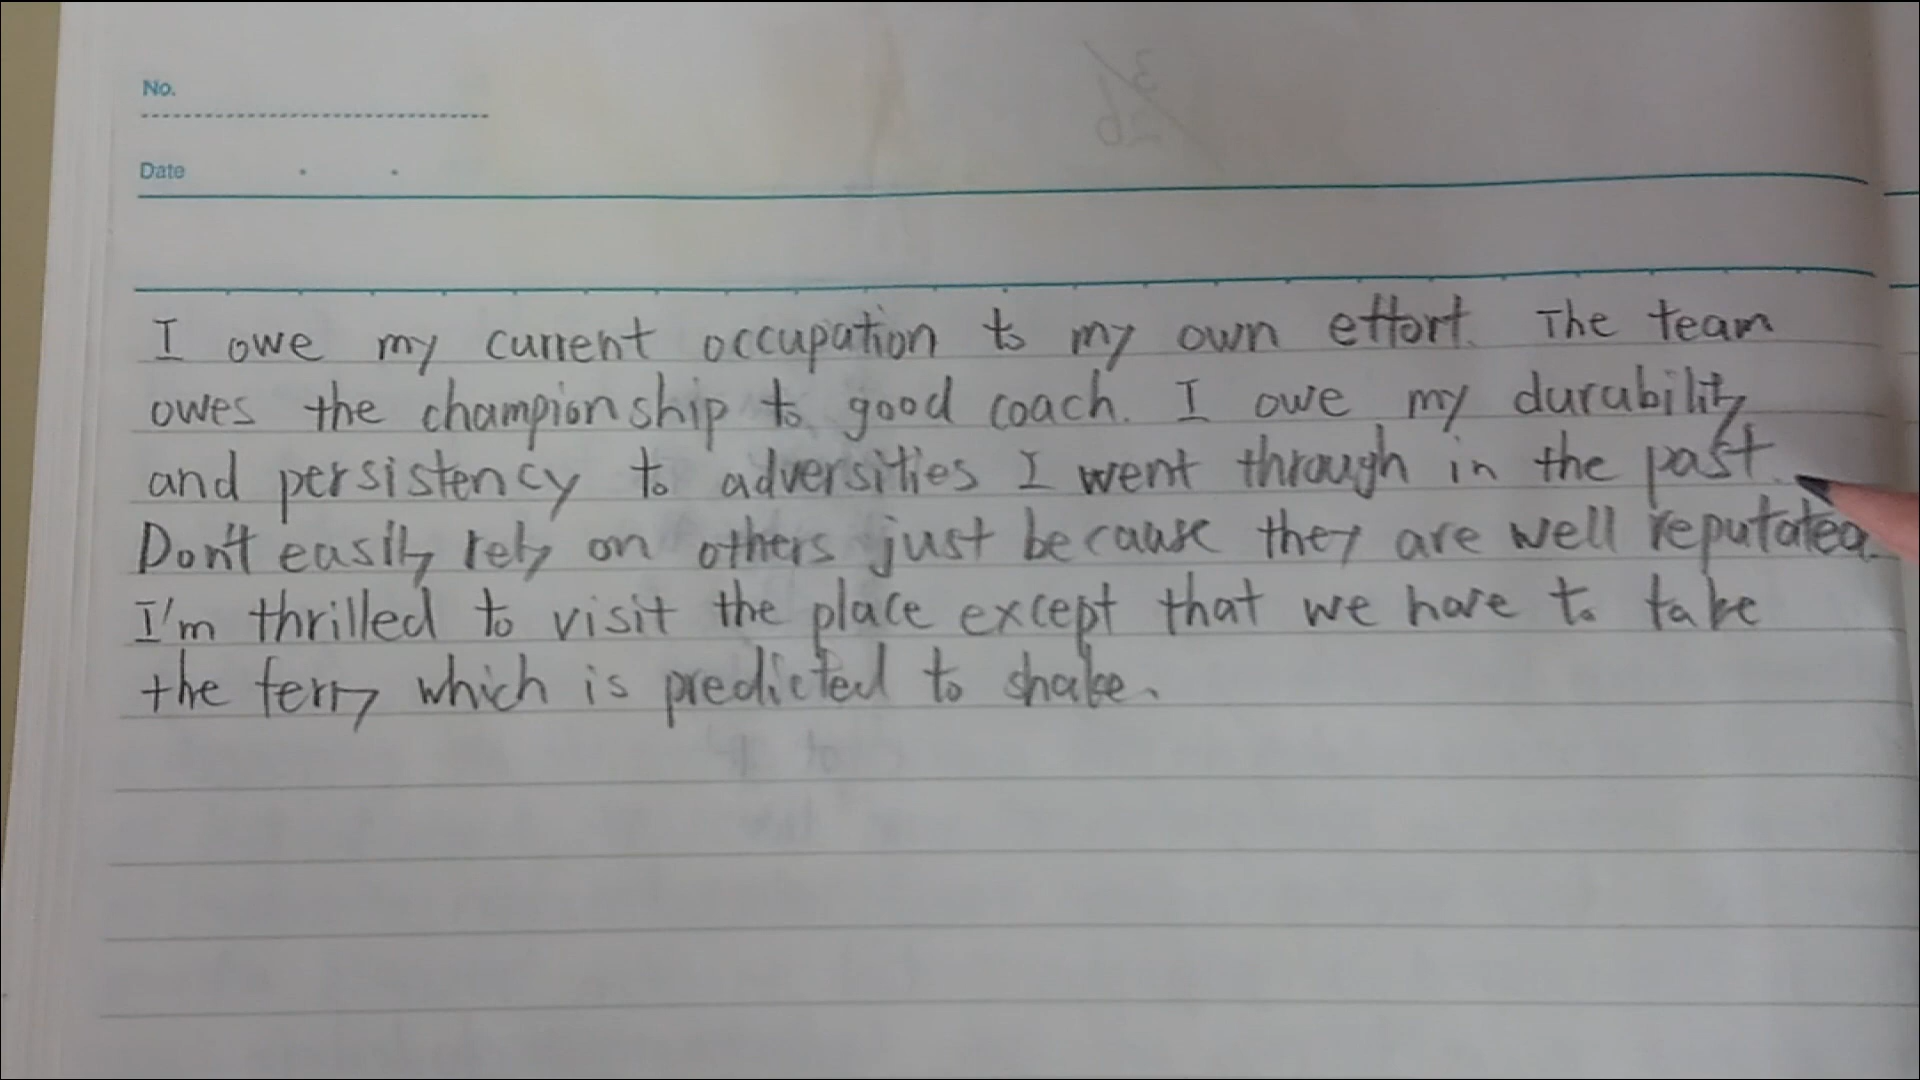 No.
Date
I owe my current occupation to my own effort. The team
owes the championship to good coach. I owe my durability
and persistency to adversities I went through in the past.
Don't easily rely on others just because they are well reputated.
I'm thrilled to visit the place except that we have to take
the ferry which is predicted to shake.